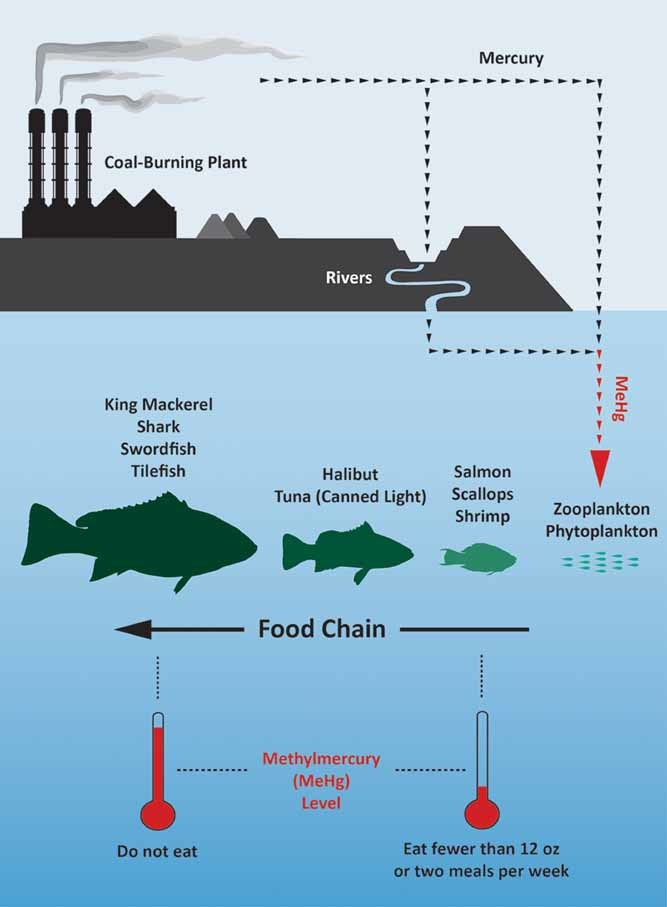 Mercury
Coal-Burning Plant
Rivers
MeHg
King Mackerel
Shark
Swordfish
Tilefish
Halibut
Tuna (Canned Light)
Salmon
Scallops
Shrimp
Zooplankton
Phytoplankton
Food Chain
Methylmercury
(MeHg)
Level
Do not eat
Eat fewer than 12 oz
or two meals per week